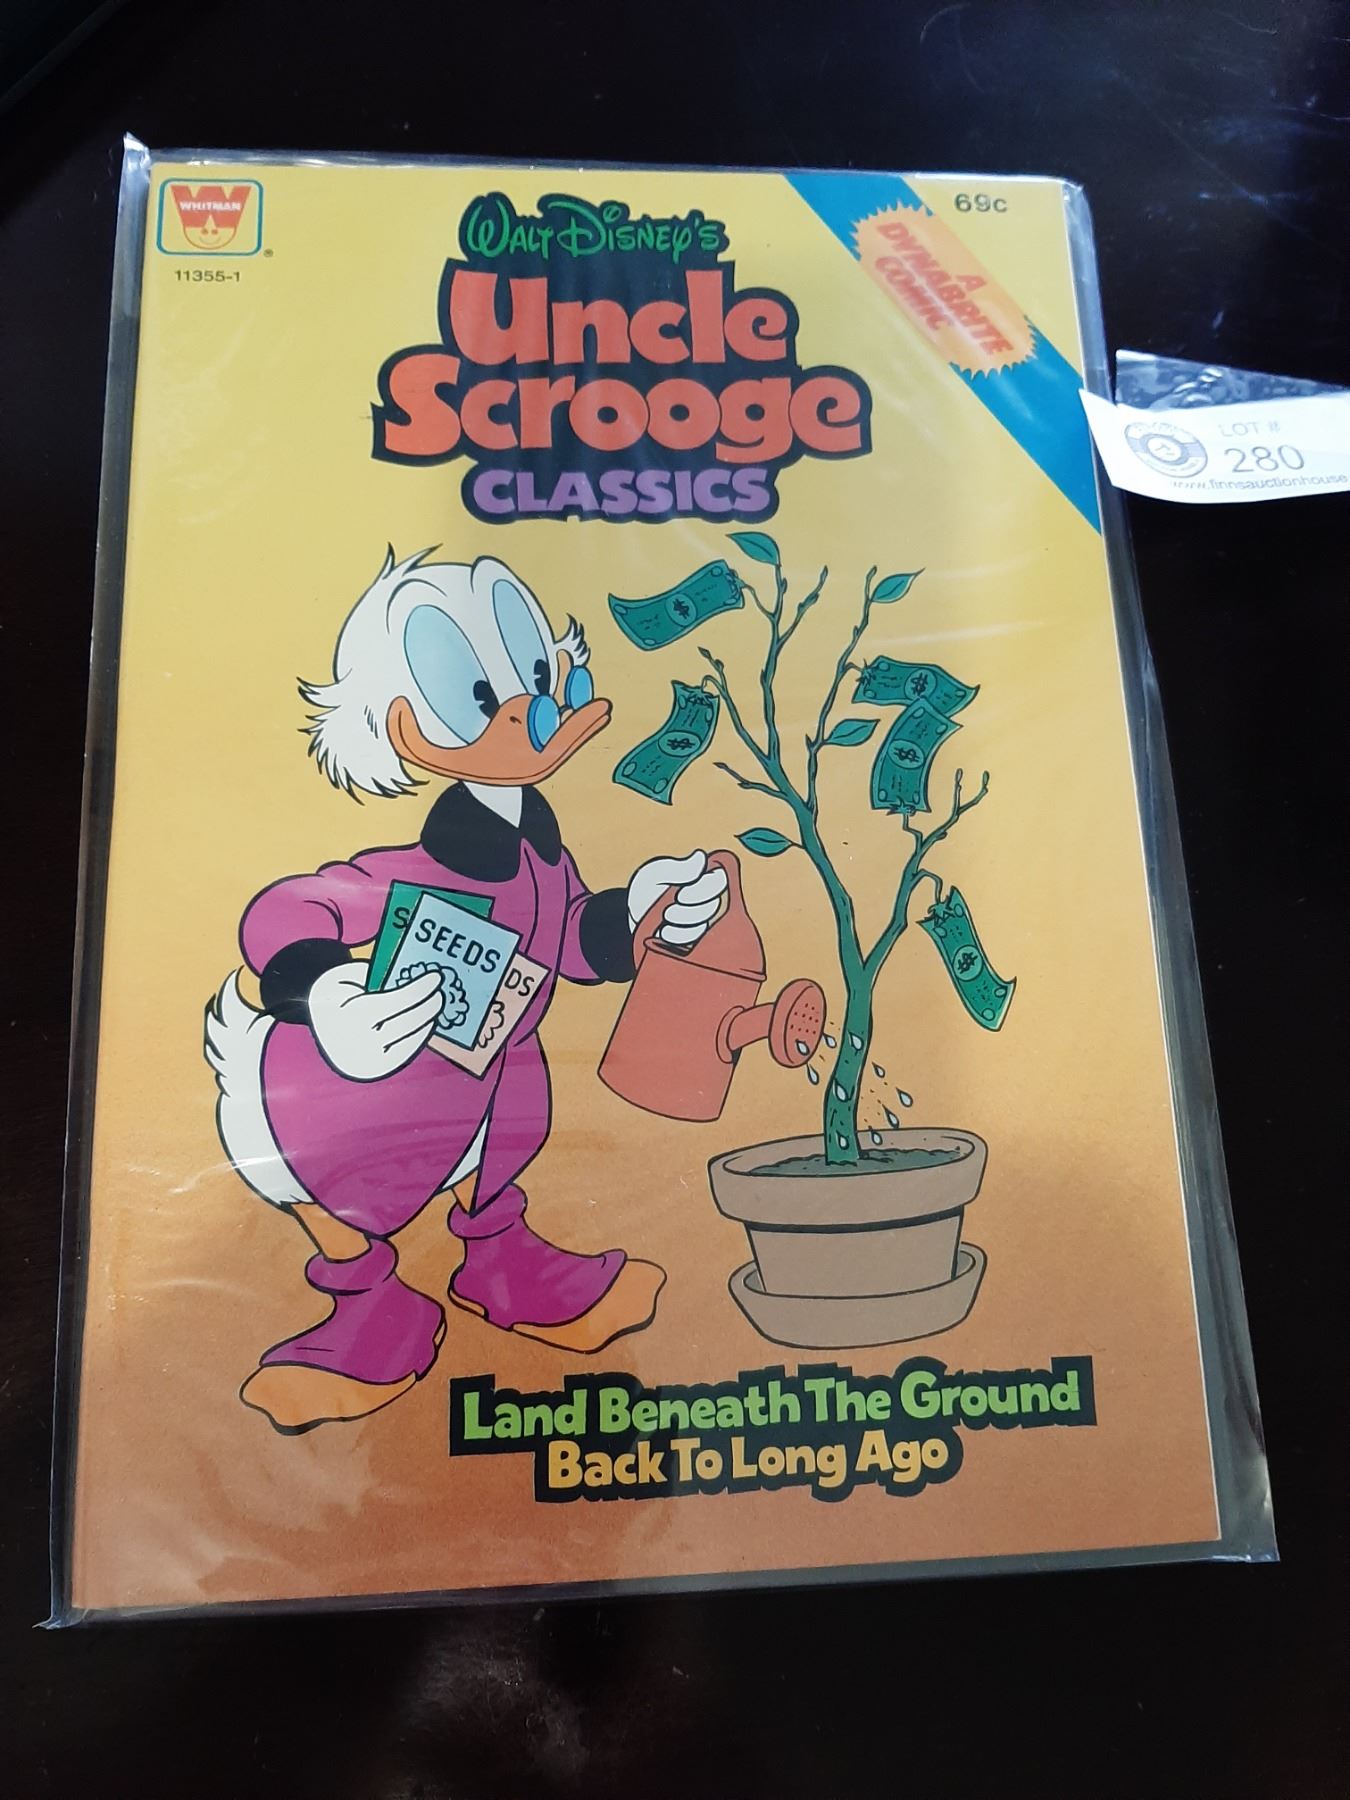 WHITMAN
®
11355-1
WALT DISNEY'S
Uncle
Scrooge
CLASSICS
69c
A
DYNABRITE
COMIC
LOT #
280
www.finnsauctionhouse
S
SEEDS
DS
Land Beneath The Ground
Back To Long Ago